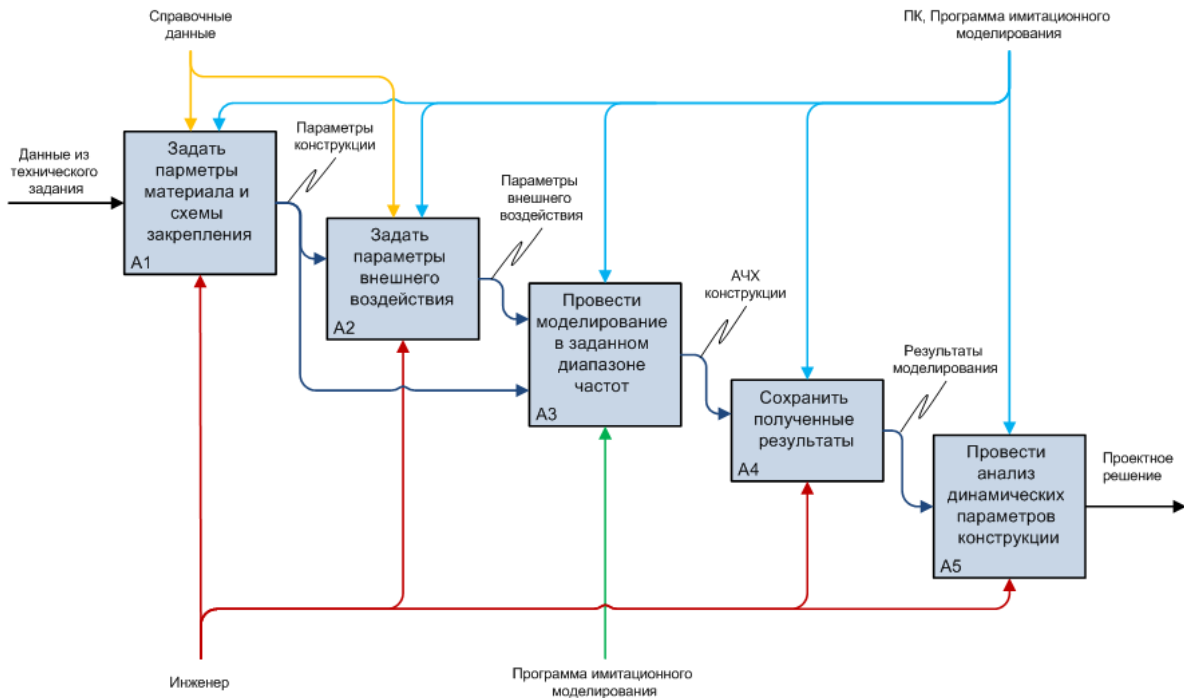 Справочные
данные
ПК, Программа имитационного
моделирования
Данные из
технического
задания
Задать
парметры
материала и
схемы
закрепления
A1
Параметры
конструкции
Задать
параметры
внешнего
воздействия
A2
Параметры
внешнего
воздействия
Провести
моделирование
в заданном
диапазоне
частот
A3
АЧХ
конструкции
Сохранить
полученные
результаты
A4
Результаты
моделирования
Провести
анализ
динамических
параметров
конструкции
A5
Проектное
решение
Инженер
Программа имитационного
моделирования